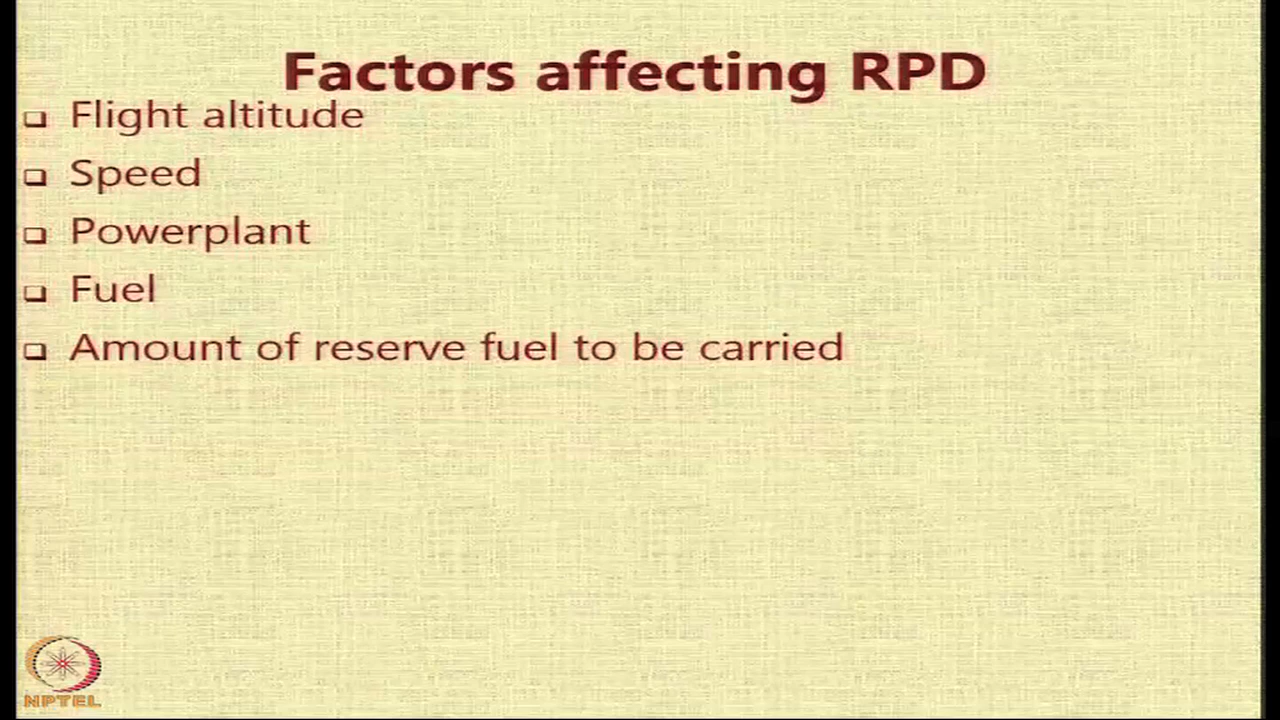 Factors affecting RPD
Flight altitude
Speed
Powerplant
Fuel
Amount of reserve fuel to be carried
NPTEL